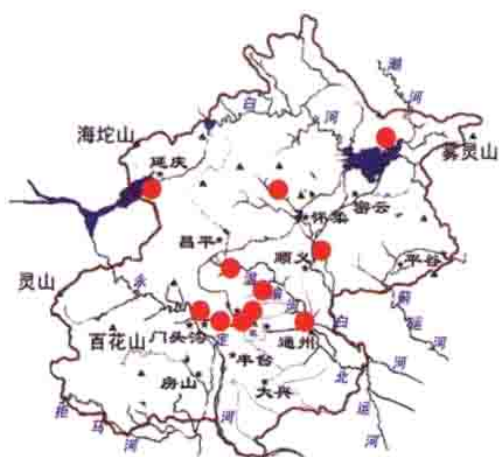 潮
河
白
河
海坨山
雾灵山
延庆
密云
怀柔
昌平
顺义
平谷
灵山
永
定
河
温
榆
河
蓟
运
河
白
河
百花山
门头沟
通州
丰台
房山
大兴
北
运
河
拒
马
河